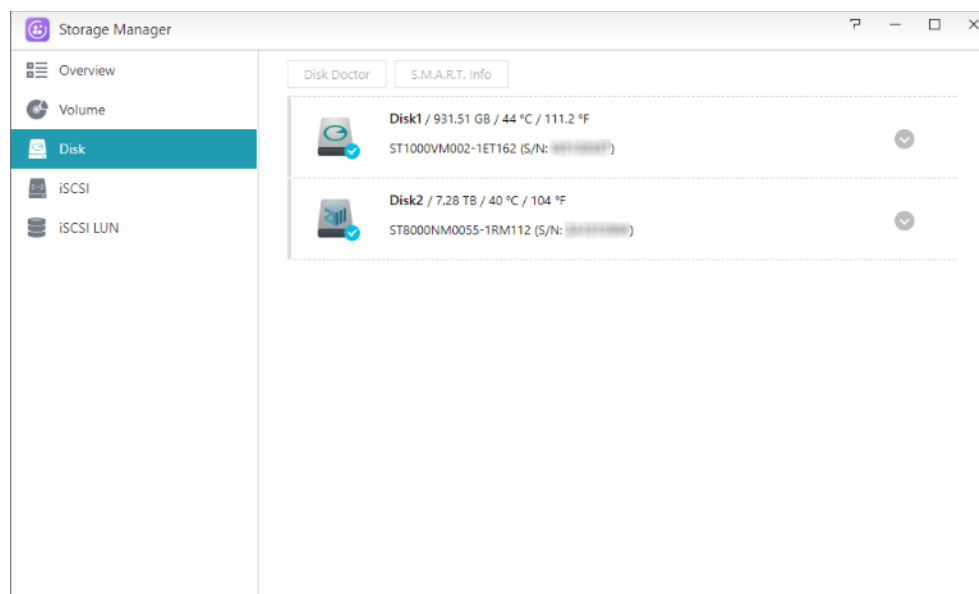 Storage Manager
Overview
Volume
Disk
iSCSI
iSCSI LUN
Disk Doctor
S.M.A.R.T. Info
Disk1 / 931.51 GB / 44 °C / 111.2 °F
ST1000VM002-1ET162 (S/N: )
Disk2 / 7.28 TB / 40 °C / 104 °F
ST8000NM0055-1RM112 (S/N: )